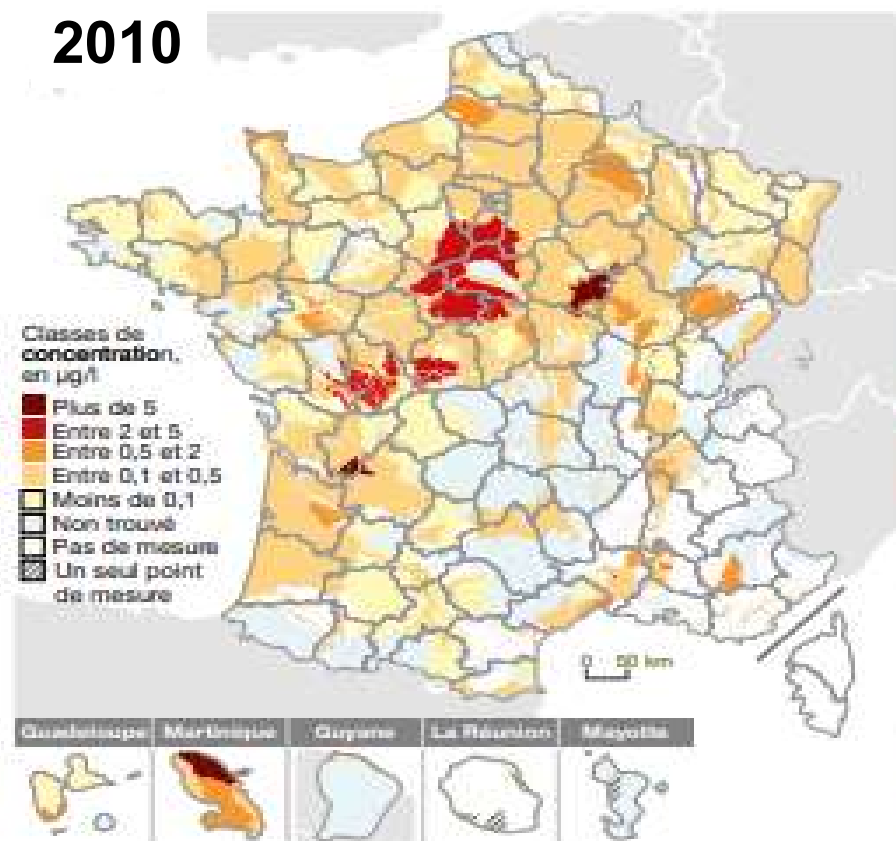 2010
Classes de
concentration,
en µg/l
Plus de 5
Entre 2 et 5
Entre 0,5 et 2
Entre 0,1 et 0,5
Moins de 0,1
Non trouvé
Pas de mesure
Un seul point
de mesure
0 50 km
Guadeloupe Martinique Guyane La Réunion Mayotte